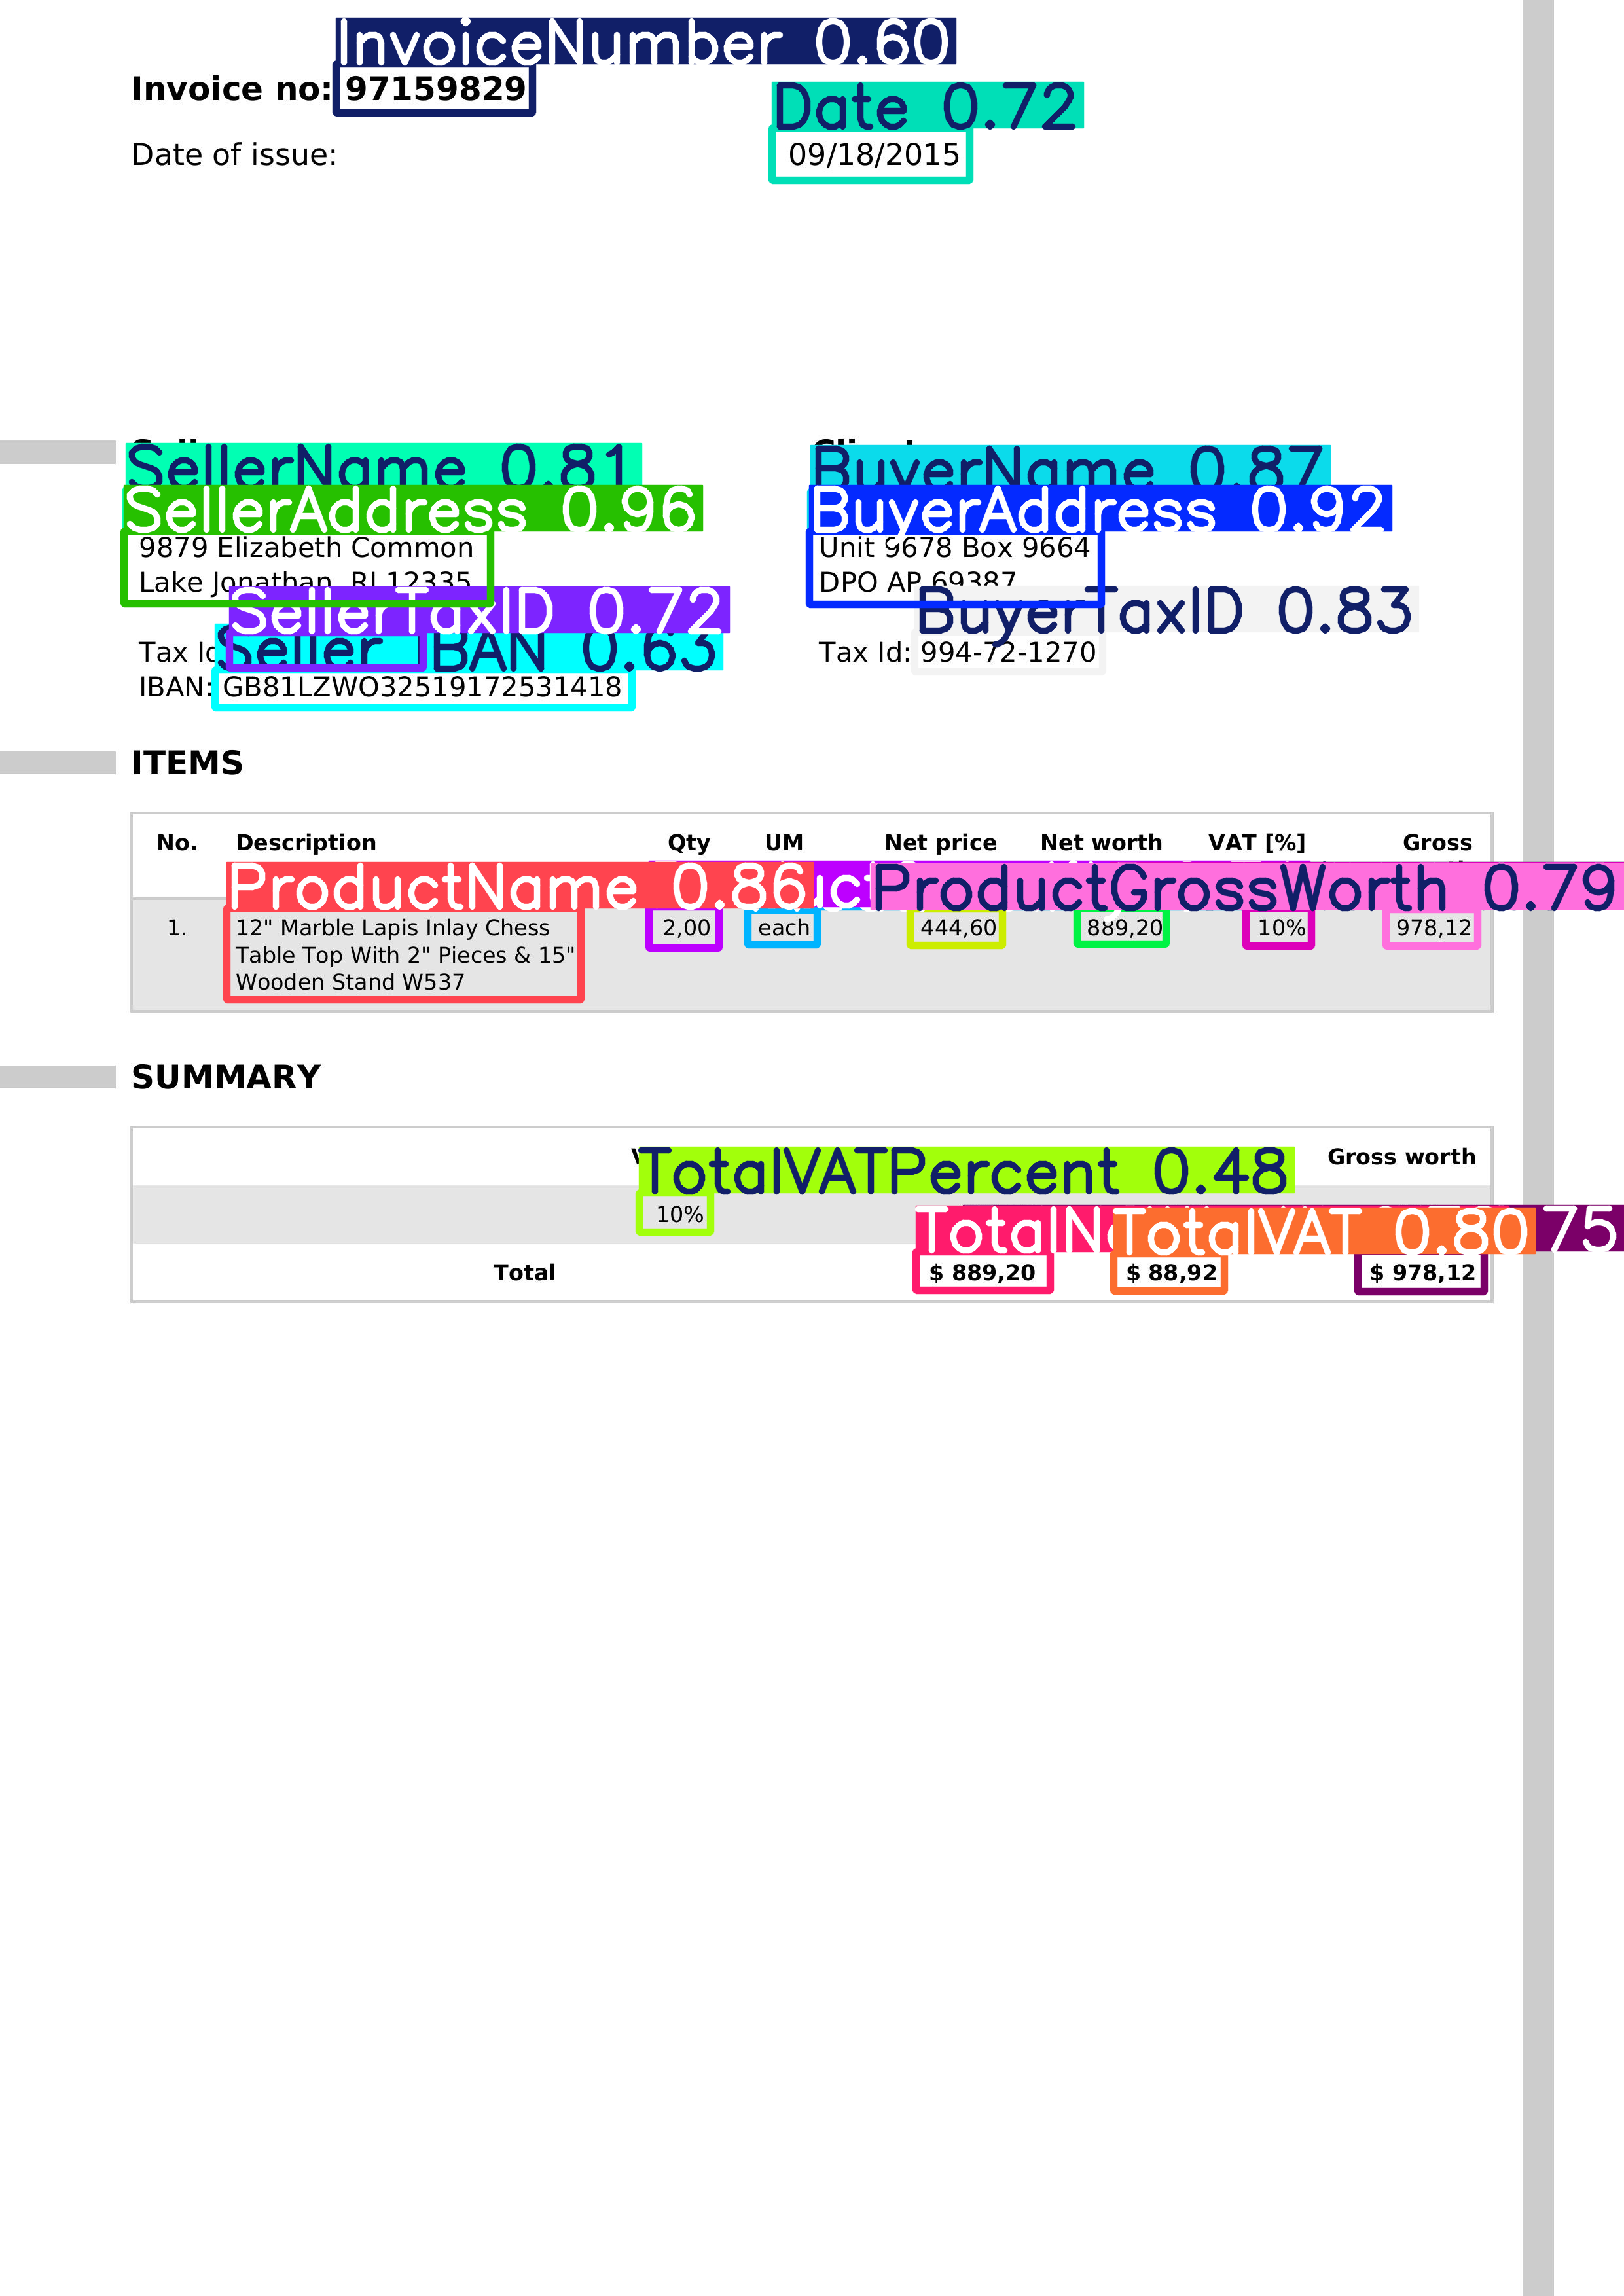 InvoiceNumber 0.60
Invoice no: 97159829
Date 0.72
Date of issue: 09/18/2015
SellerName 0.81
BuyerName 0.87
SellerAddress 0.96
BuyerAddress 0.92
9879 Elizabeth Common
Unit 9678 Box 9664
Lake Jonathan, RI 12335
DPO AP 69387
SellerTaxID 0.72
BuyerTaxID 0.83
Tax Id: 994-72-1270
Seller BAN 0.63
IBAN: GB81LZWO32519172531418
ITEMS
No. Description Qty UM Net price Net worth VAT [%] Gross
ProductName 0.86 ProductGrossWorth 0.79
1. 12" Marble Lapis Inlay Chess 2,00 each 444,60 889,20 10% 978,12
Table Top With 2" Pieces & 15"
Wooden Stand W537
SUMMARY
TotalVATPercent 0.48 Gross worth
10%
TotalVAT 0.80 75
Total $ 889,20 $ 88,92 $ 978,12